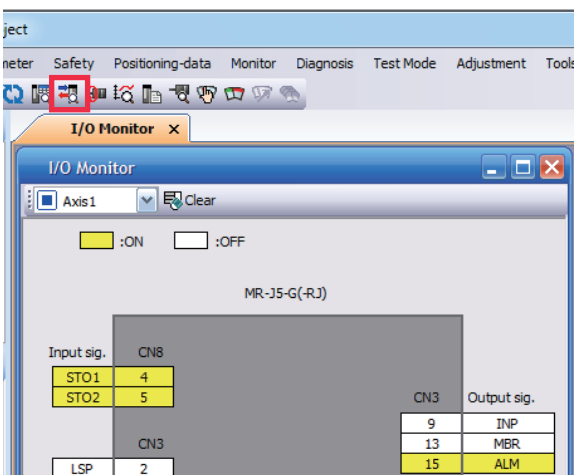 ject
meter Safety Positioning-data Monitor Diagnosis Test Mode Adjustment Tools
I/O Monitor
I/O Monitor
Axis1 Clear
:ON :OFF
MR-J5-G(-RJ)
Input sig. CN8
STO1 4
STO2 5
CN3 Output sig.
9 INP
CN3 13 MBR
LSP 2 15 ALM